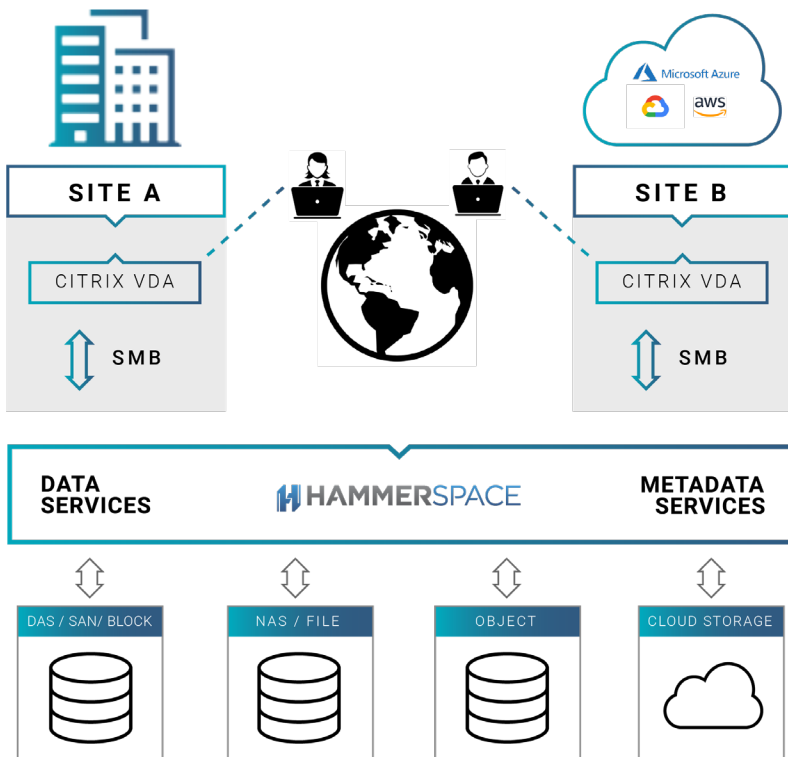 Microsoft Azure
aws
SITE A
SITE B
CITRIX VDA
CITRIX VDA
SMB
SMB
DATA
SERVICES
HAMMERSPACE
METADATA
SERVICES
DAS / SAN/ BLOCK
NAS / FILE
OBJECT
CLOUD STORAGE